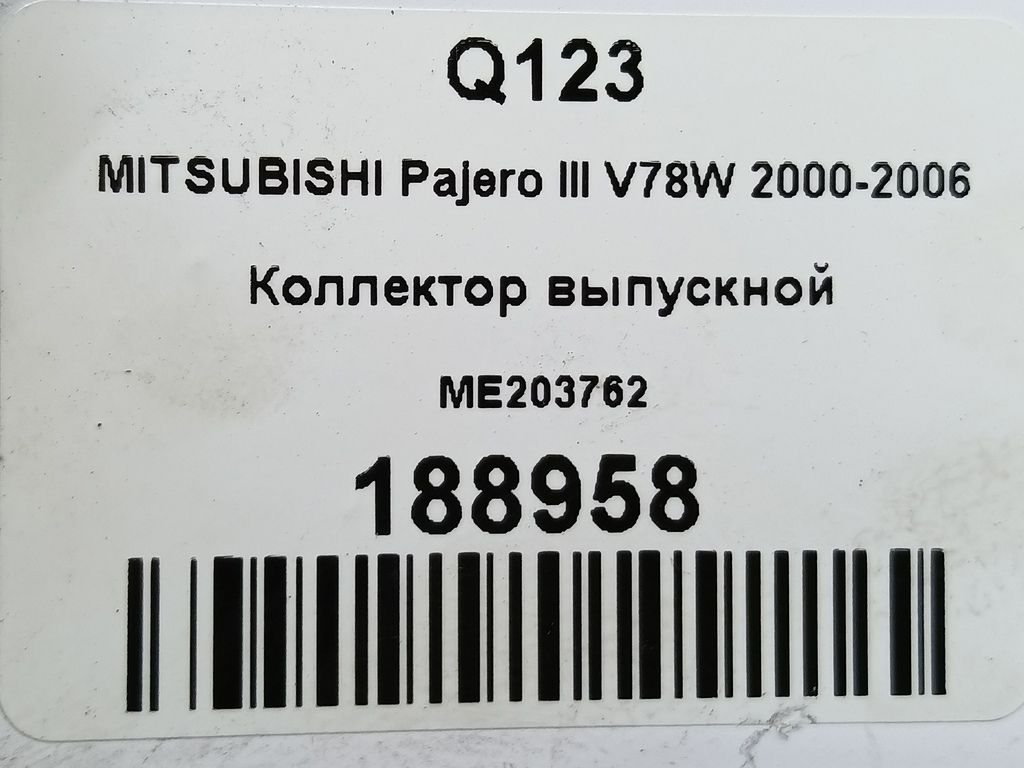 Q123
MITSUBISHI Pajero III V78W 2000-2006
Коллектор выпускной
ME203762
188958